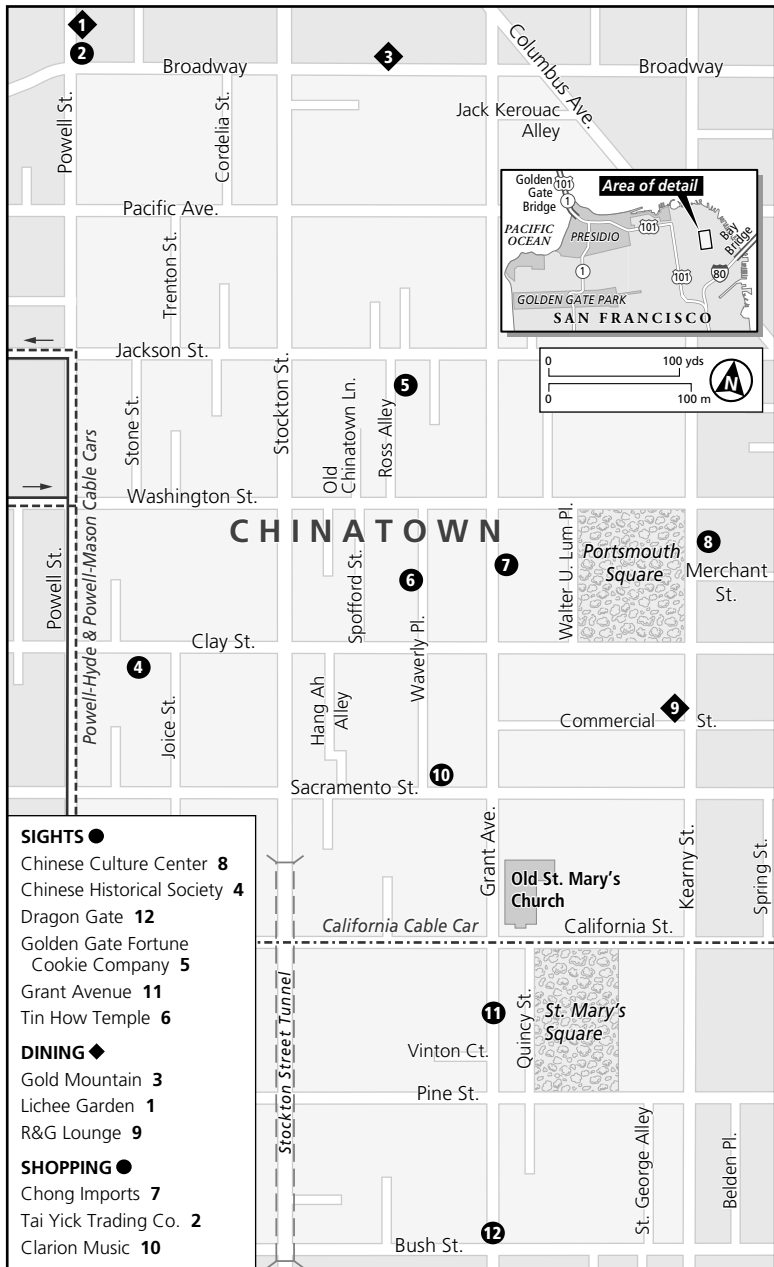 1
2
3
Broadway
Broadway
Columbus Ave.
Jack Kerouac
Alley
Powell St.
Cordelia St.
Golden
Gate
Bridge
101
1
Area of detail
PACIFIC
OCEAN
PRESIDIO
101
Bay
Bridge
1
101
80
GOLDEN GATE PARK
SAN FRANCISCO
Pacific Ave.
Trenton St.
Jackson St.
0 100 yds
0 100 m
N
Stone St.
Stockton St.
Old
Chinatown Ln.
Ross Alley
5
Washington St.
CHINATOWN
Powell St.
Powell-Hyde & Powell-Mason Cable Cars
Spofford St.
6
Waverly Pl.
7
Walter U. Lum Pl.
Portsmouth
Square
8
Merchant
St.
Clay St.
4
Joice St.
Hang Ah
Alley
9
Commercial St.
10
Sacramento St.
Grant Ave.
Old St. Mary's
Church
Kearny St.
Spring St.
California Cable Car
California St.
Stockton Street Tunnel
11
Quincy St.
St. Mary's
Square
Vinton Ct.
Pine St.
St. George Alley
Belden Pl.
12
Bush St.
SIGHTS
Chinese Culture Center 8
Chinese Historical Society 4
Dragon Gate 12
Golden Gate Fortune
Cookie Company 5
Grant Avenue 11
Tin How Temple 6
DINING
Gold Mountain 3
Lichee Garden 1
R&G Lounge 9
SHOPPING
Chong Imports 7
Tai Yick Trading Co. 2
Clarion Music 10